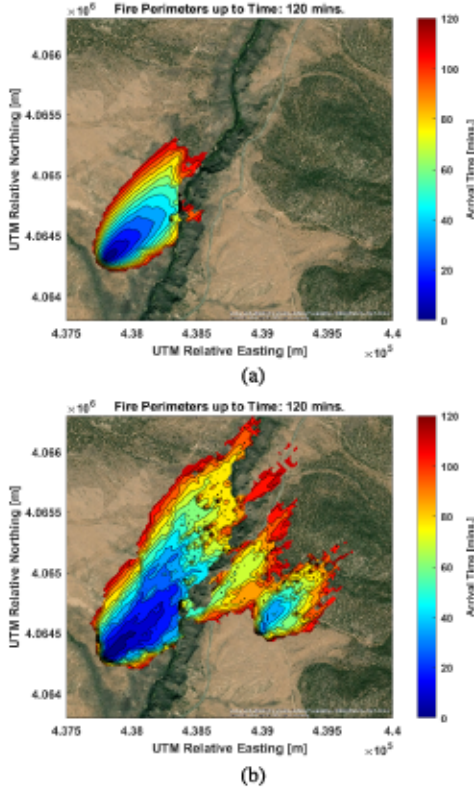 Fire Perimeters up to Time: 120 mins.
×10⁶
4.066
4.0655
4.065
4.0645
4.064
UTM Relative Northing [m]
4.375 4.38 4.385 4.39 4.395 4.4
UTM Relative Easting [m]
×10⁵
120
100
80
60
40
20
0
Arrival Time [mins.]
(a)
Fire Perimeters up to Time: 120 mins.
×10⁶
4.066
4.0655
4.065
4.0645
4.064
UTM Relative Northing [m]
4.375 4.38 4.385 4.39 4.395 4.4
UTM Relative Easting [m]
×10⁵
120
100
80
60
40
20
0
Arrival Time [mins.]
(b)